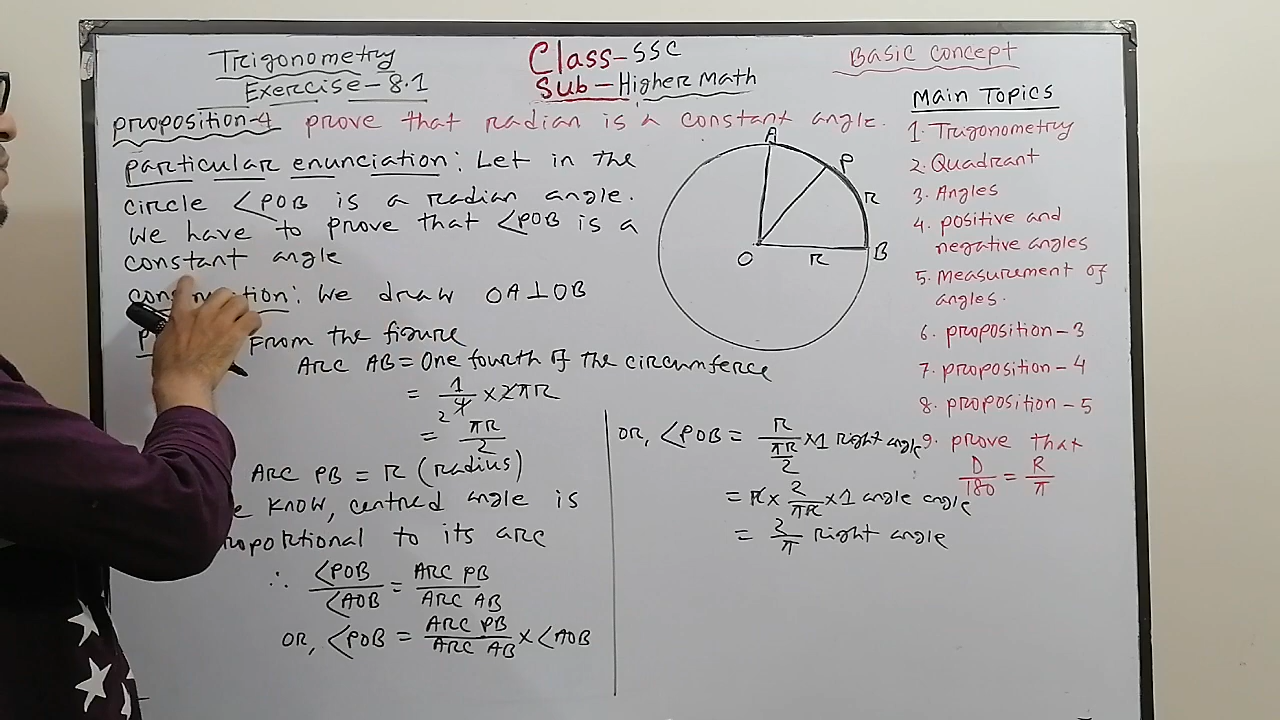 Trigonometry
Exercise - 8.1
Class - SSC
Sub - Higher Math
Basic Concept
proposition-4 prove that radian is a constant angle.
particular enunciation: Let in the
circle ∠POB is a radian angle.
We have to prove that ∠POB is a
constant angle
We draw OA⊥OB
From the figure
ARC AB = One fourth of the circumference
= 1/4 × 2πR
2
= πR/2
ARC PB = R (radius)
know, centred angle is
to its arc
∴ ∠POB/∠AOB = ARC PB/ARC AB
OR, ∠POB = ARC PB/ARC AB × ∠AOB
OR, ∠POB = R/(πR/2) × 1 right angle
= R × 2/πR × 1 angle angle
= 2/π right angle
A
P
R
B
O
R
Main Topics
1. Trigonometry
2. Quadrant
3. Angles
4. positive and
negative angles
5. Measurement of
angles.
6. proposition - 3
7. proposition - 4
8. proposition - 5
9. prove that
D/180 = R/π